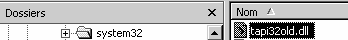 Dossiers
Nom
system32
tapi32old.dll